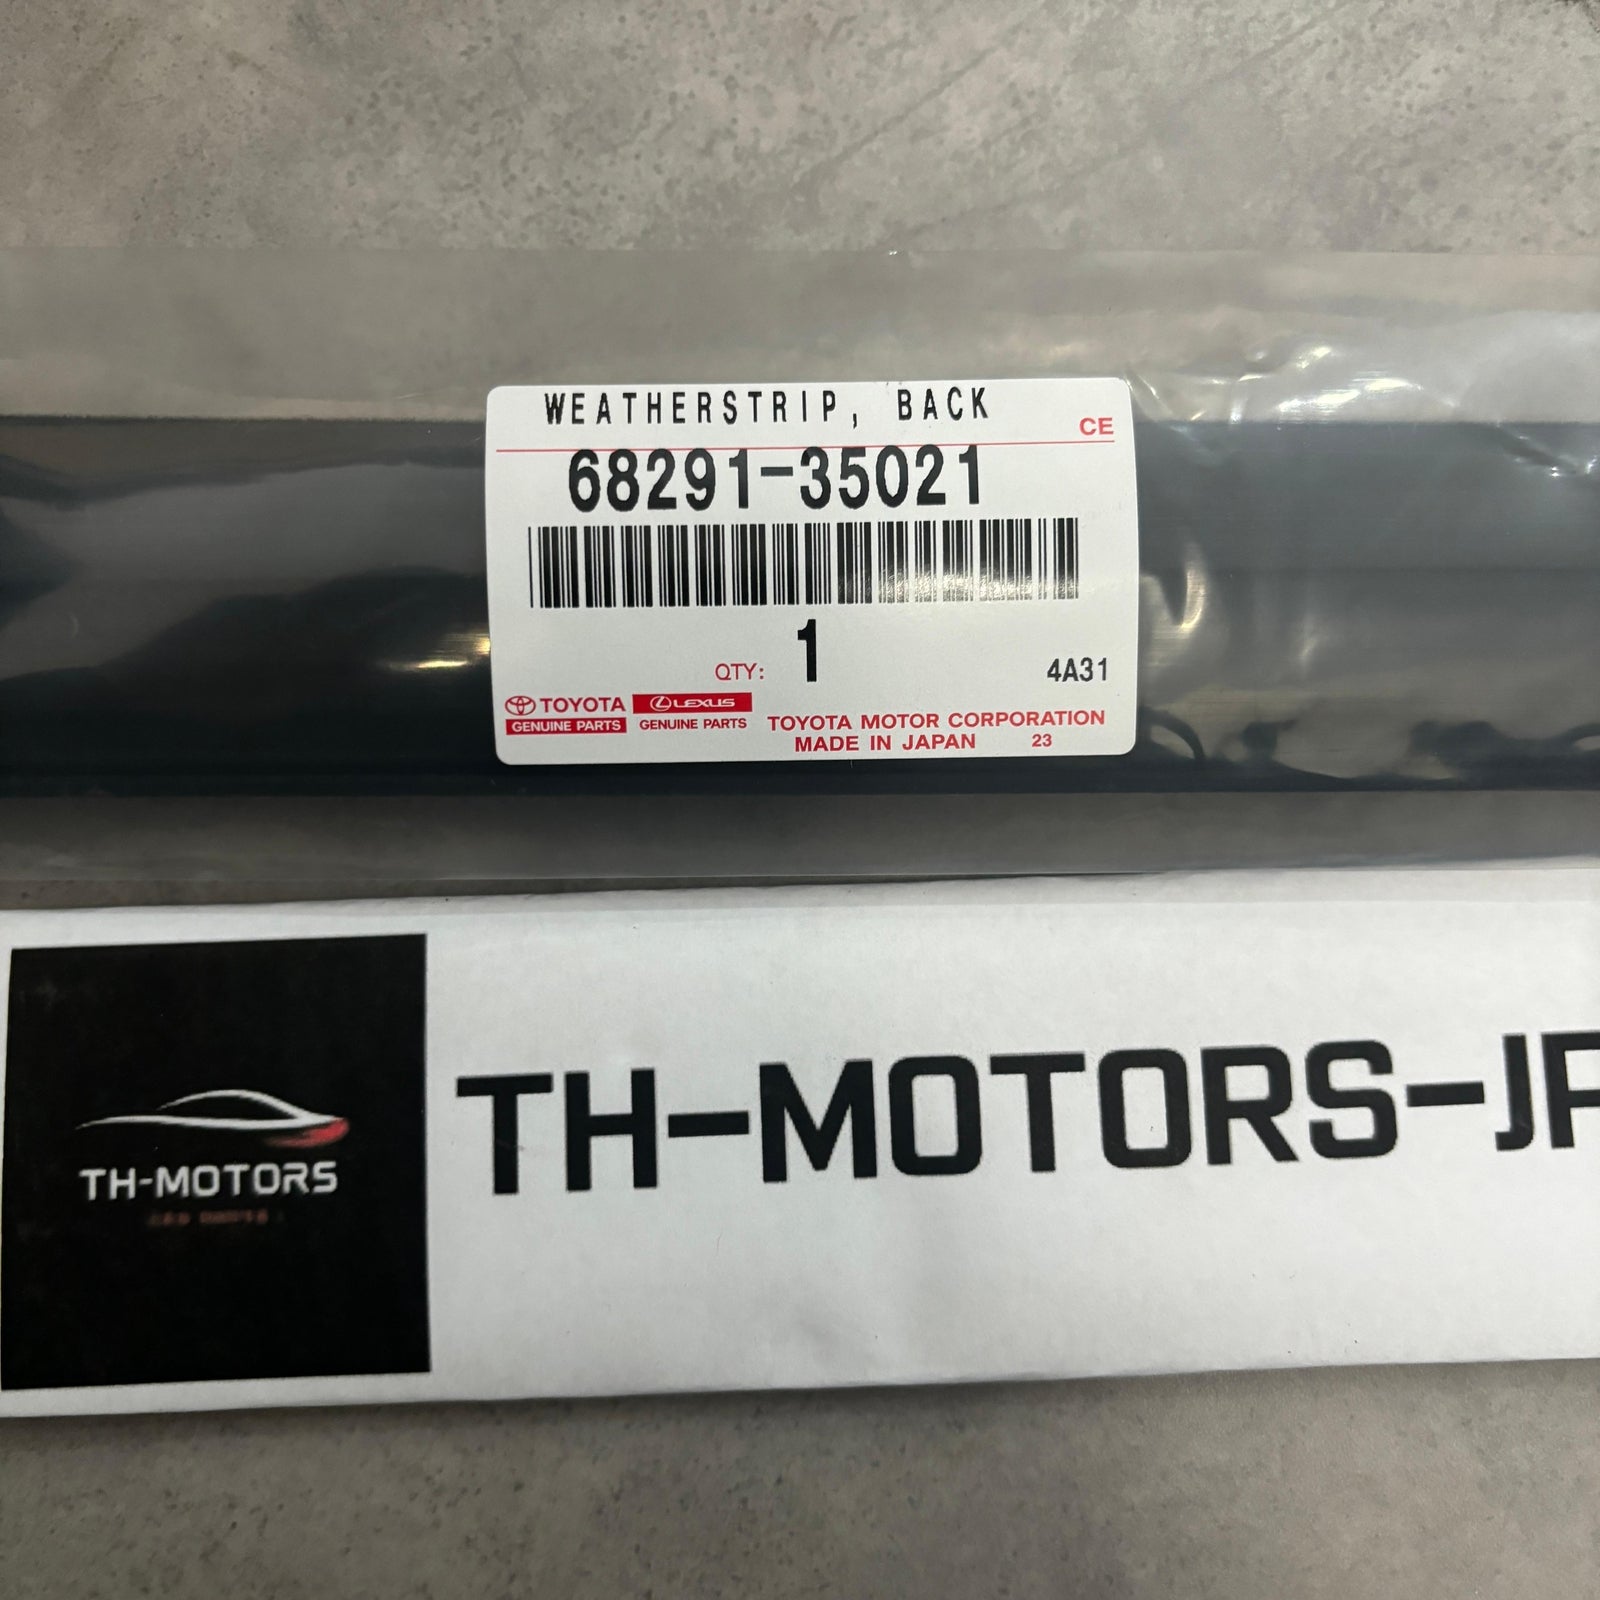 WEATHERSTRIP, BACK
CE
68291-35021
QTY: 1
4A31
TOYOTA LEXUS
GENUINE PARTS GENUINE PARTS
TOYOTA MOTOR CORPORATION
MADE IN JAPAN 23
TH-MOTORS-JP
TH-MOTORS